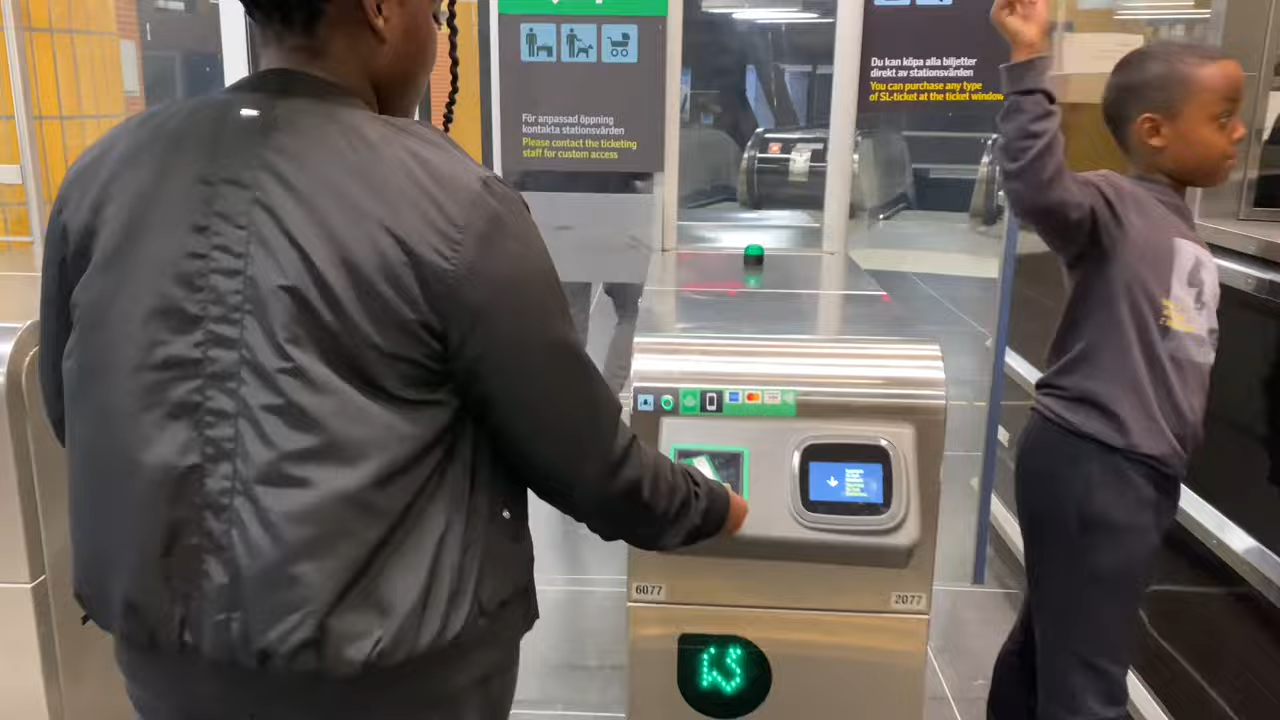 För anpassad öppning
kontakta stationsvärden
Please contact the ticketing
staff for custom access
Du kan köpa alla biljetter
direkt av stationsvärden
You can purchase any type
of SL-ticket at the ticket window
6077
2077